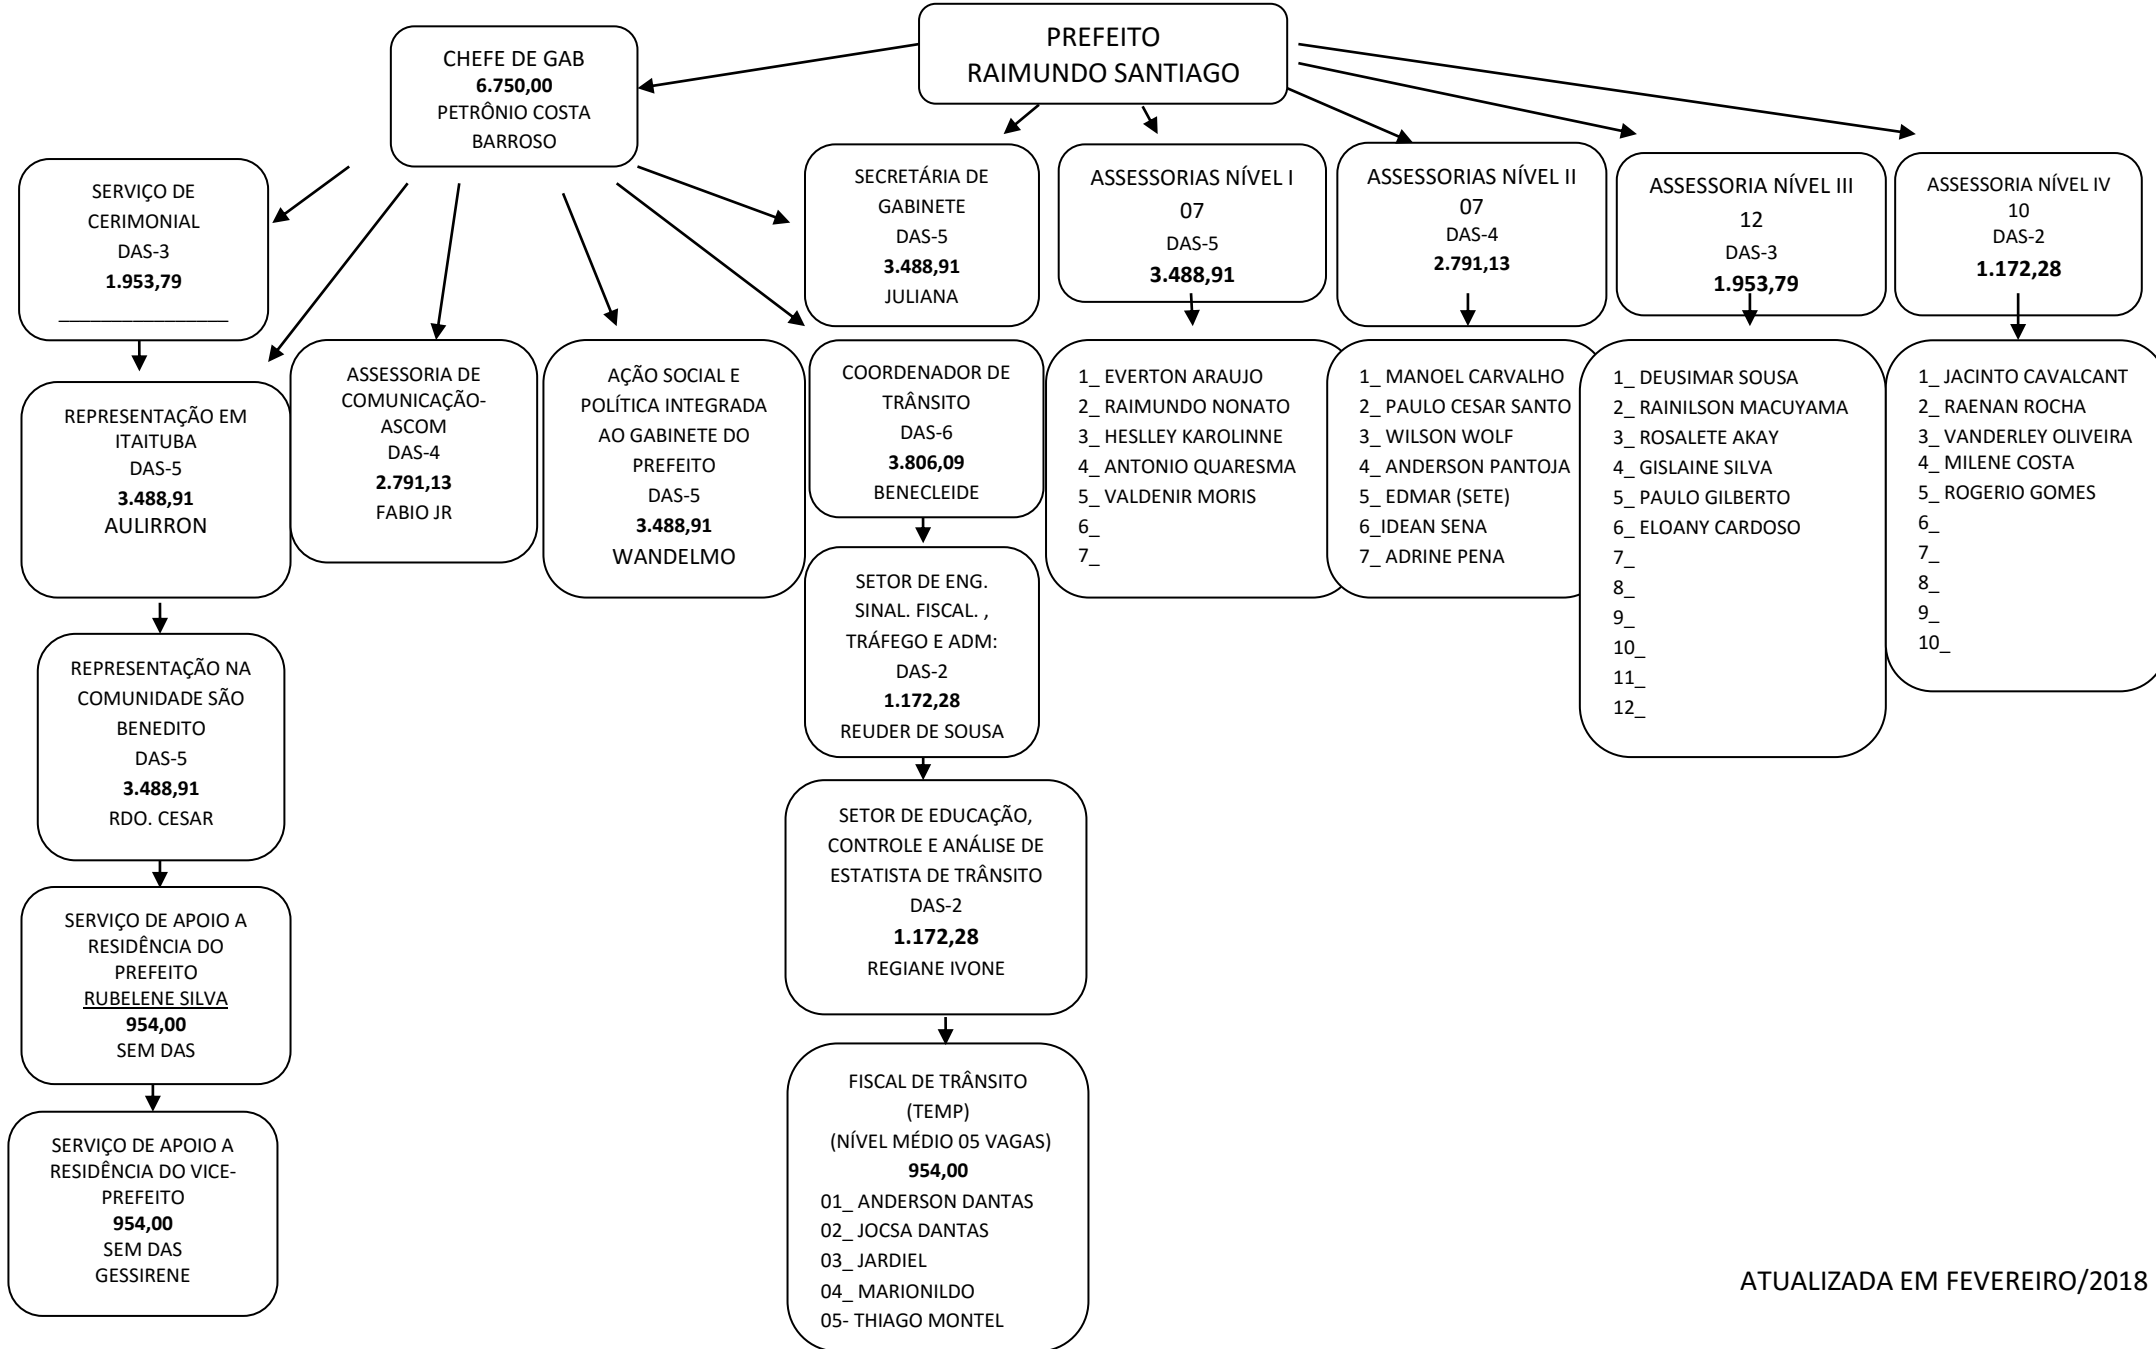 PREFEITO
RAIMUNDO SANTIAGO
CHEFE DE GAB
6.750,00
PETRÔNIO COSTA
BARROSO
SERVIÇO DE
CERIMONIAL
DAS-3
1.953,79
________________
SECRETÁRIA DE
GABINETE
DAS-5
3.488,91
JULIANA
ASSESSORIAS NÍVEL I
07
DAS-5
3.488,91
ASSESSORIAS NÍVEL II
07
DAS-4
2.791,13
ASSESSORIA NÍVEL III
12
DAS-3
1.953,79
ASSESSORIA NÍVEL IV
10
DAS-2
1.172,28
REPRESENTAÇÃO EM
ITAITUBA
DAS-5
3.488,91
AULIRRON
ASSESSORIA DE
COMUNICAÇÃO-
ASCOM
DAS-4
2.791,13
FABIO JR
AÇÃO SOCIAL E
POLÍTICA INTEGRADA
AO GABINETE DO
PREFEITO
DAS-5
3.488,91
WANDELMO
COORDENADOR DE
TRÂNSITO
DAS-6
3.806,09
BENECLEIDE
1_ EVERTON ARAUJO
2_ RAIMUNDO NONATO
3_ HESLLEY KAROLINNE
4_ ANTONIO QUARESMA
5_ VALDENIR MORIS
6_
7_
1_ MANOEL CARVALHO
2_ PAULO CESAR SANTO
3_ WILSON WOLF
4_ ANDERSON PANTOJA
5_ EDMAR (SETE)
6_IDEAN SENA
7_ ADRINE PENA
1_ DEUSIMAR SOUSA
2_ RAINILSON MACUYAMA
3_ ROSALETE AKAY
4_ GISLAINE SILVA
5_ PAULO GILBERTO
6_ ELOANY CARDOSO
7_
8_
9_
10_
11_
12_
1_ JACINTO CAVALCANT
2_ RAENAN ROCHA
3_ VANDERLEY OLIVEIRA
4_ MILENE COSTA
5_ ROGERIO GOMES
6_
7_
8_
9_
10_
SETOR DE ENG.
SINAL. FISCAL. ,
TRÁFEGO E ADM:
DAS-2
1.172,28
REUDER DE SOUSA
REPRESENTAÇÃO NA
COMUNIDADE SÃO
BENEDITO
DAS-5
3.488,91
RDO. CESAR
SETOR DE EDUCAÇÃO,
CONTROLE E ANÁLISE DE
ESTATISTA DE TRÂNSITO
DAS-2
1.172,28
REGIANE IVONE
SERVIÇO DE APOIO A
RESIDÊNCIA DO
PREFEITO
RUBELENE SILVA
954,00
SEM DAS
FISCAL DE TRÂNSITO
(TEMP)
(NÍVEL MÉDIO 05 VAGAS)
954,00
01_ ANDERSON DANTAS
02_ JOCSA DANTAS
03_ JARDIEL
04_ MARIONILDO
05- THIAGO MONTEL
SERVIÇO DE APOIO A
RESIDÊNCIA DO VICE-
PREFEITO
954,00
SEM DAS
GESSIRENE
ATUALIZADA EM FEVEREIRO/2018